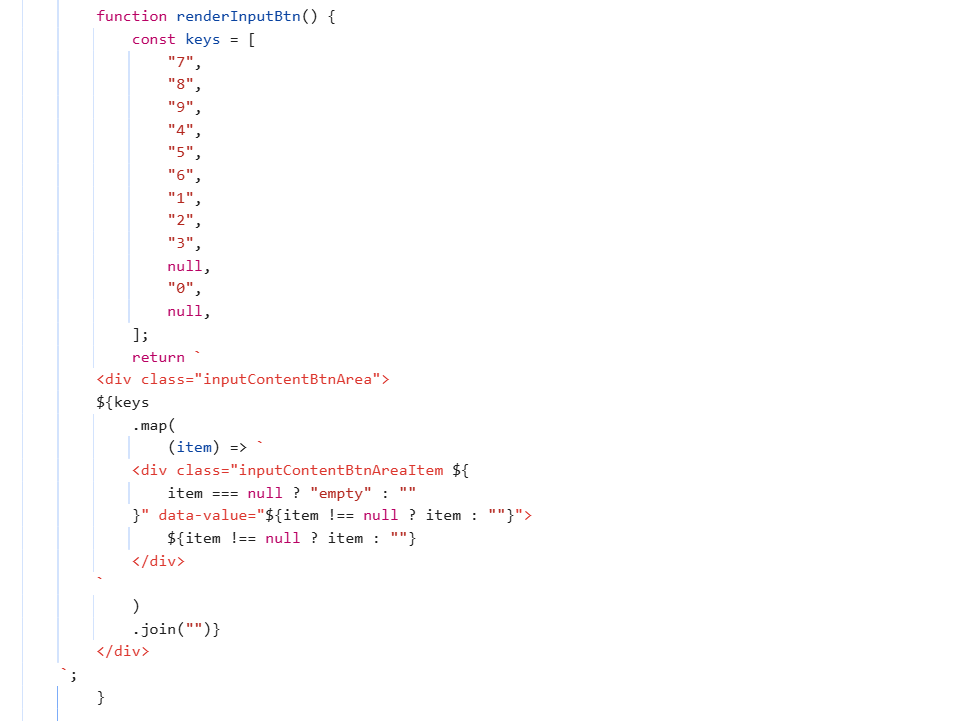 function renderInputBtn() {
const keys = [
"7",
"8",
"9",
"4",
"5",
"6",
"1",
"2",
"3",
null,
"0",
null,
];
return `
<div class="inputContentBtnArea">
${keys
.map(
(item) => `
<div class="inputContentBtnAreaItem ${
item === null ? "empty" : ""
}" data-value="${item !== null ? item : ""}">
${item !== null ? item : ""}
</div>
`
)
.join("")}
</div>
`;
}